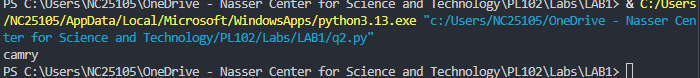 PS C:\Users\NC25105\OneDrive - Nasser Center for Science and Technology\PL102\Labs\LAB1> & C:/Users
/NC25105/AppData/Local/Microsoft/WindowsApps/python3.13.exe "c:/Users/NC25105/OneDrive - Nasser Cen
ter for Science and Technology/PL102/Labs/LAB1/q2.py"
camry
PS C:\Users\NC25105\OneDrive - Nasser Center for Science and Technology\PL102\Labs\LAB1>